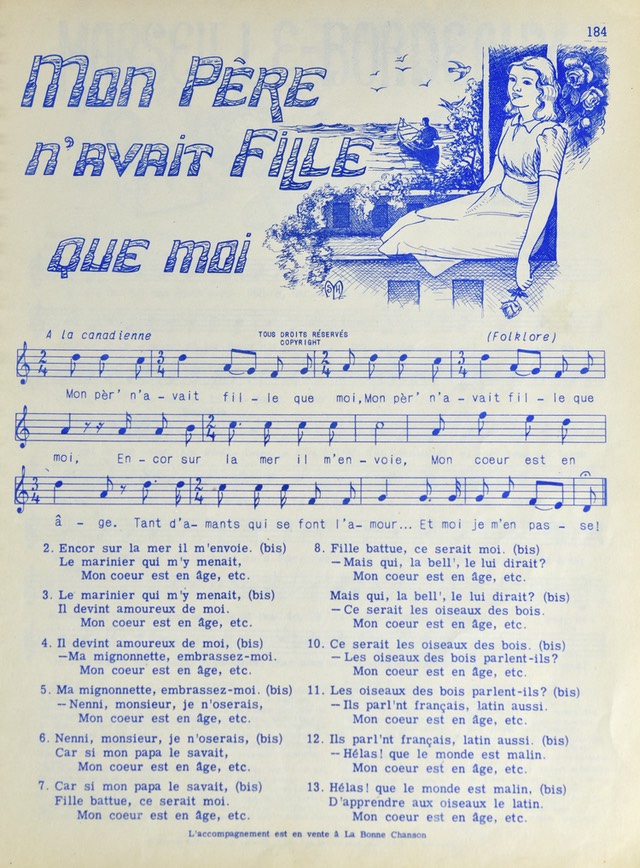 184
Mon Père
n'avait Fille
que moi
SYH
A la canadienne
TOUS DROITS RÉSERVÉS
COPYRIGHT
(Folklore)
Mon pèr' n'a-vait fil-le que moi, Mon pèr' n'a-vait fil-le que
moi, En-cor sur la mer il m'en-voie, Mon coeur est en
â-ge. Tant d'a-mants qui se font l'a-mour... Et moi je m'en pas-se!
2. Encor sur la mer il m'envoie. (bis)
Le marinier qui m'y menait,
Mon coeur est en âge, etc.
3. Le marinier qui m'y menait, (bis)
Il devint amoureux de moi.
Mon coeur est en âge, etc.
4. Il devint amoureux de moi, (bis)
—Ma mignonnette, embrassez-moi.
Mon coeur est en âge, etc.
5. Ma mignonnette, embrassez-moi. (bis)
—Nenni, monsieur, je n'oserais,
Mon coeur est en âge, etc.
6. Nenni, monsieur, je n'oserais, (bis)
Car si mon papa le savait,
Mon coeur est en âge, etc.
7. Car si mon papa le savait, (bis)
Fille battue, ce serait moi.
Mon coeur est en âge, etc.
8. Fille battue, ce serait moi. (bis)
—Mais qui, la bell', le lui dirait?
Mon coeur est en âge, etc.
Mais qui, la bell', le lui dirait? (bis)
—Ce serait les oiseaux des bois.
Mon coeur est en âge, etc.
10. Ce serait les oiseaux des bois. (bis)
—Les oiseaux des bois parlent-ils?
Mon coeur est en âge, etc.
11. Les oiseaux des bois parlent-ils? (bis)
—Ils parl'nt français, latin aussi.
Mon coeur est en âge, etc.
12. Ils parl'nt français, latin aussi. (bis)
—Hélas! que le monde est malin.
Mon coeur est en âge, etc.
13. Hélas! que le monde est malin, (bis)
D'apprendre aux oiseaux le latin.
Mon coeur est en âge, etc.
L'accompagnement est en vente à La Bonne Chanson